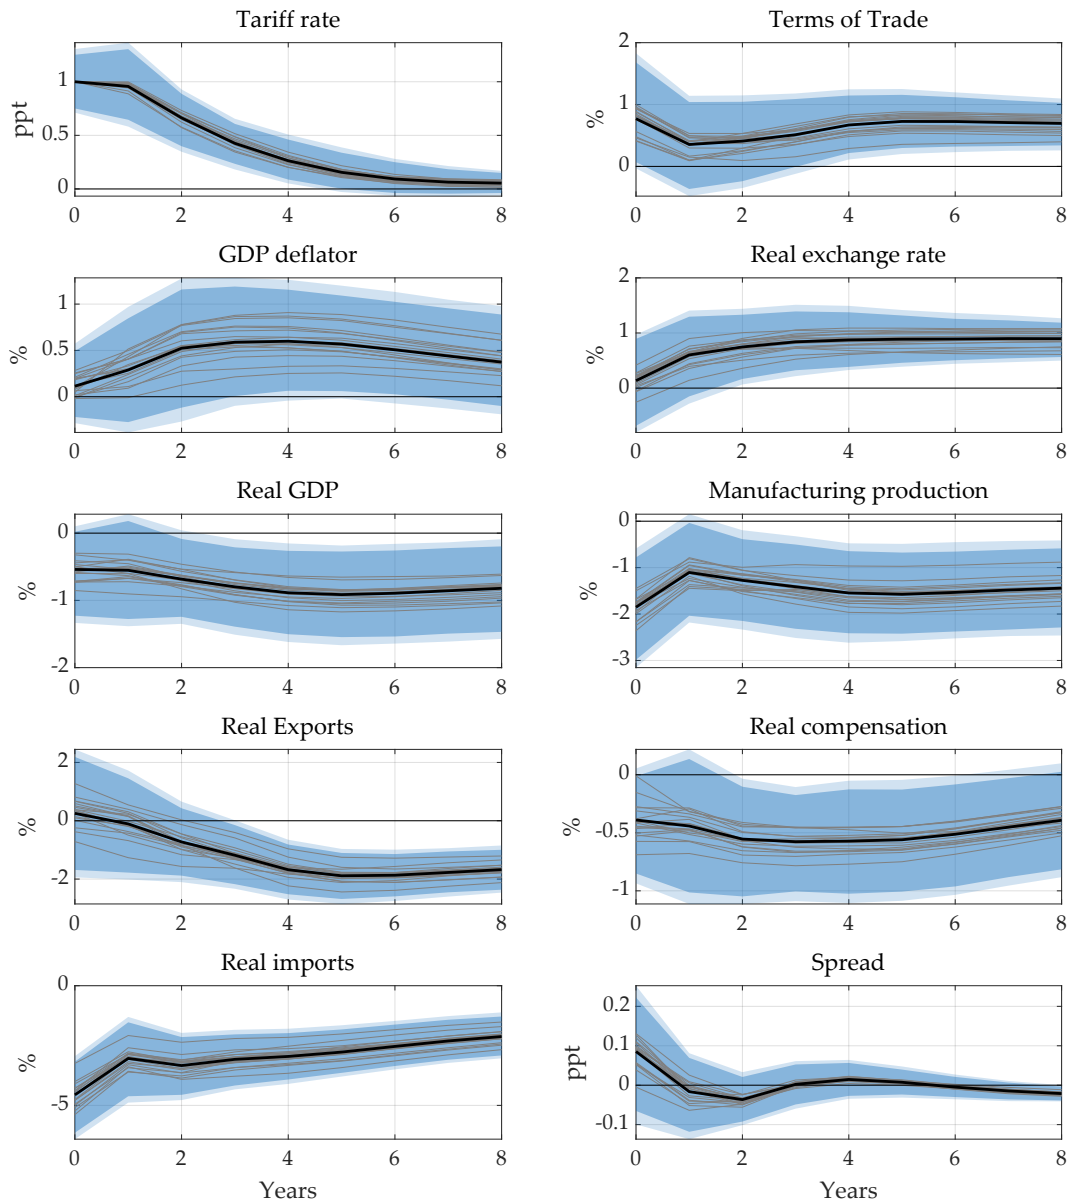 Tariff rate
ppt
1
0.5
0
0 2 4 6 8
Terms of Trade
%
2
1
0
0 2 4 6 8
GDP deflator
%
1
0.5
0
0 2 4 6 8
Real exchange rate
%
2
1
0
0 2 4 6 8
Real GDP
%
0
-1
-2
0 2 4 6 8
Manufacturing production
%
0
-1
-2
-3
0 2 4 6 8
Real Exports
%
2
0
-2
0 2 4 6 8
Real compensation
%
0
-0.5
-1
0 2 4 6 8
Real imports
%
0
-5
0 2 4 6 8
Years
Spread
ppt
0.2
0.1
0
-0.1
0 2 4 6 8
Years